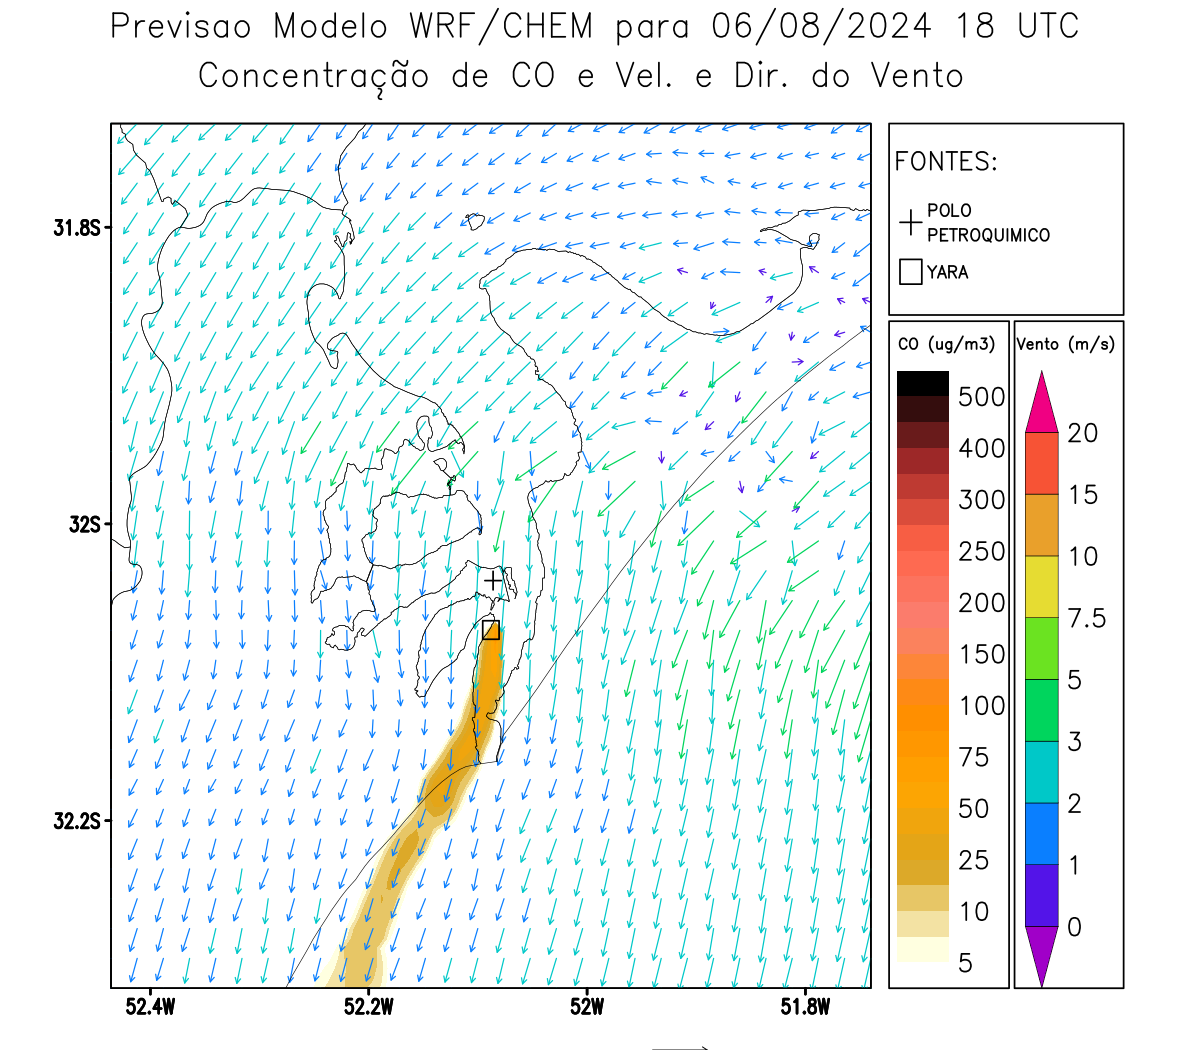 Previsao Modelo WRF/CHEM para 06/08/2024 18 UTC
Concentração de CO e Vel. e Dir. do Vento
FONTES:
POLO
PETROQUIMICO
YARA
31.8S
32S
32.2S
52.4W
52.2W
52W
51.8W
CO (ug/m3)
500
400
300
250
200
150
100
75
50
25
10
5
Vento (m/s)
20
15
10
7.5
5
3
2
1
0